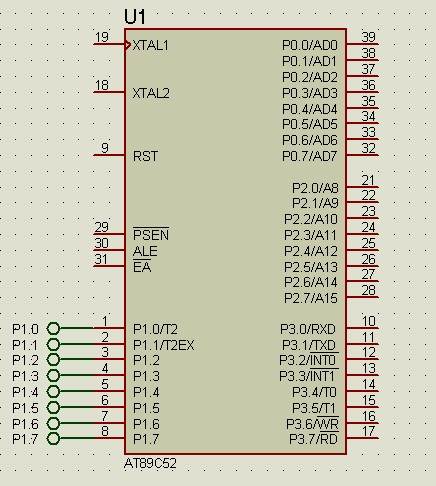 U1
19 XTAL1 P0.0/AD0 39
P0.1/AD1 38
P0.2/AD2 37
18 XTAL2 P0.3/AD3 36
P0.4/AD4 35
P0.5/AD5 34
P0.6/AD6 33
9 RST P0.7/AD7 32
P2.0/A8 21
P2.1/A9 22
P2.2/A10 23
29 PSEN P2.3/A11 24
30 ALE P2.4/A12 25
31 EA P2.5/A13 26
P2.6/A14 27
P2.7/A15 28
P1.0 1 P1.0/T2 P3.0/RXD 10
P1.1 2 P1.1/T2EX P3.1/TXD 11
P1.2 3 P1.2 P3.2/INT0 12
P1.3 4 P1.3 P3.3/INT1 13
P1.4 5 P1.4 P3.4/T0 14
P1.5 6 P1.5 P3.5/T1 15
P1.6 7 P1.6 P3.6/WR 16
P1.7 8 P1.7 P3.7/RD 17
AT89C52